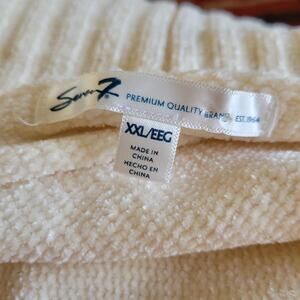 Seven7
PREMIUM QUALITY BRAND EST. 1964
XXL/EEG
MADE IN
CHINA
HECHO EN
CHINA